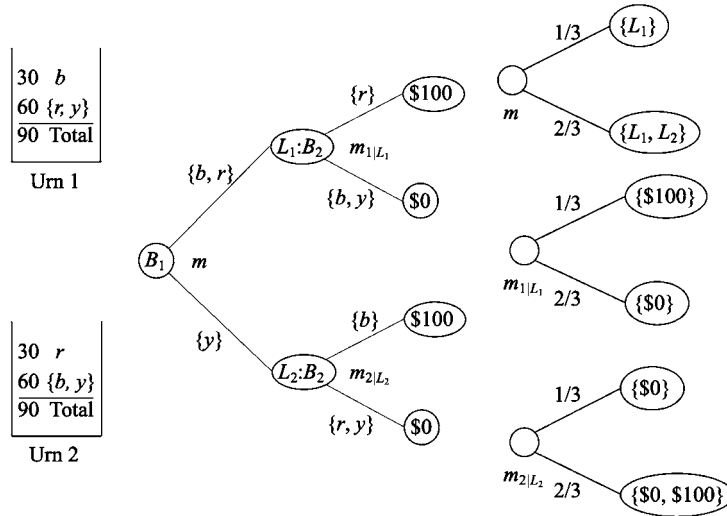 30 b
60 {r, y}
90 Total
Urn 1
30 r
60 {b, y}
90 Total
Urn 2
B1 m
{b, r}
{y}
L1:B2 m1|L1
{r}
$100
{b, y}
$0
L2:B2 m2|L2
{b}
$100
{r, y}
$0
m
1/3
{L1}
2/3
{L1, L2}
m1|L1
1/3
{$100}
2/3
{$0}
m2|L2
1/3
{$0}
2/3
{$0, $100}